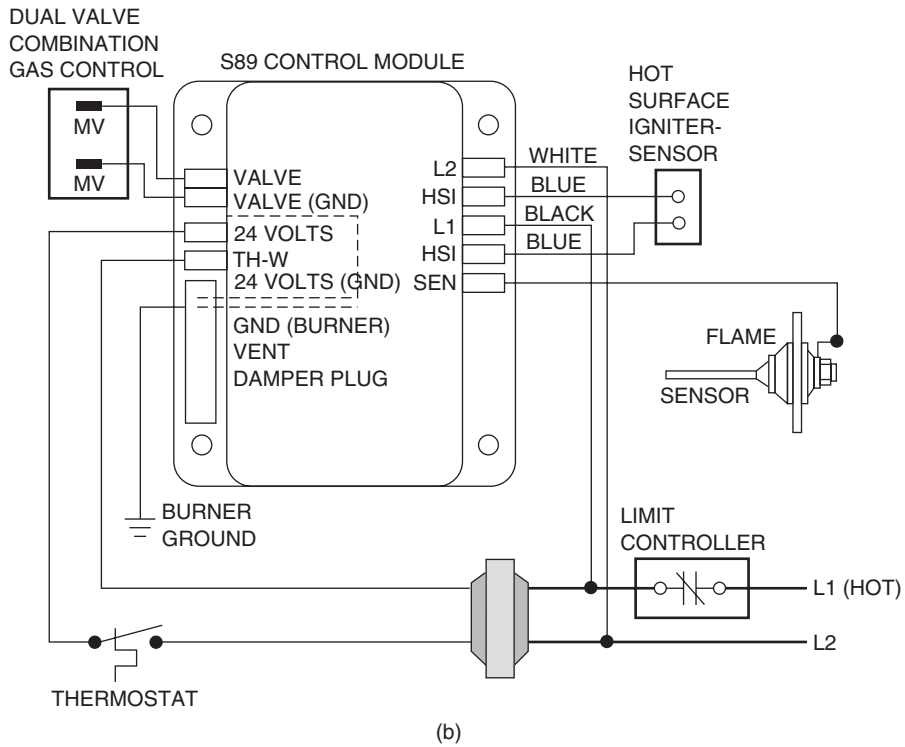 DUAL VALVE
COMBINATION
GAS CONTROL
MV
MV
S89 CONTROL MODULE
VALVE
VALVE (GND)
24 VOLTS
TH-W
24 VOLTS (GND)
GND (BURNER)
VENT
DAMPER PLUG
L2
HSI
L1
HSI
SEN
WHITE
BLUE
BLACK
BLUE
HOT
SURFACE
IGNITER-
SENSOR
FLAME
SENSOR
BURNER
GROUND
LIMIT
CONTROLLER
L1 (HOT)
L2
THERMOSTAT
(b)